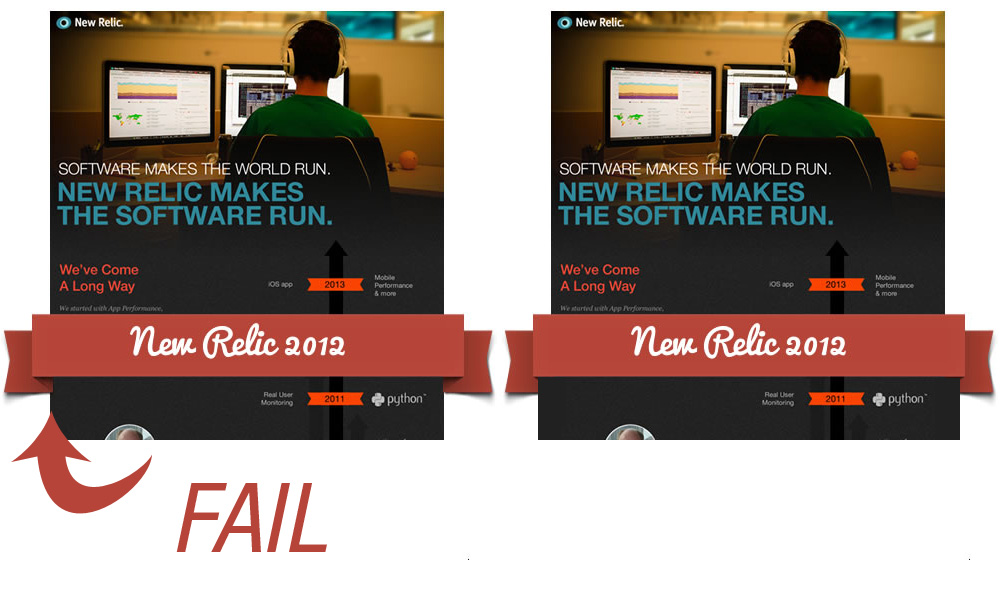 New Relic.
SOFTWARE MAKES THE WORLD RUN.
NEW RELIC MAKES
THE SOFTWARE RUN.
We've Come
A Long Way
We started with App Performance,
iOS app
2013
Mobile
Performance
& more
New Relic 2012
Real User
Monitoring
2011
python™
FAIL
New Relic.
SOFTWARE MAKES THE WORLD RUN.
NEW RELIC MAKES
THE SOFTWARE RUN.
We've Come
A Long Way
We started with App Performance,
iOS app
2013
Mobile
Performance
& more
New Relic 2012
Real User
Monitoring
2011
python™